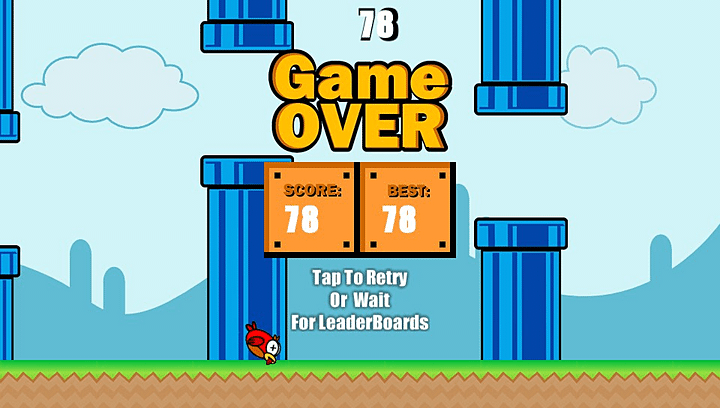 78
Game
OVER
SCORE:
78
BEST:
78
Tap To Retry
Or Wait
For LeaderBoards